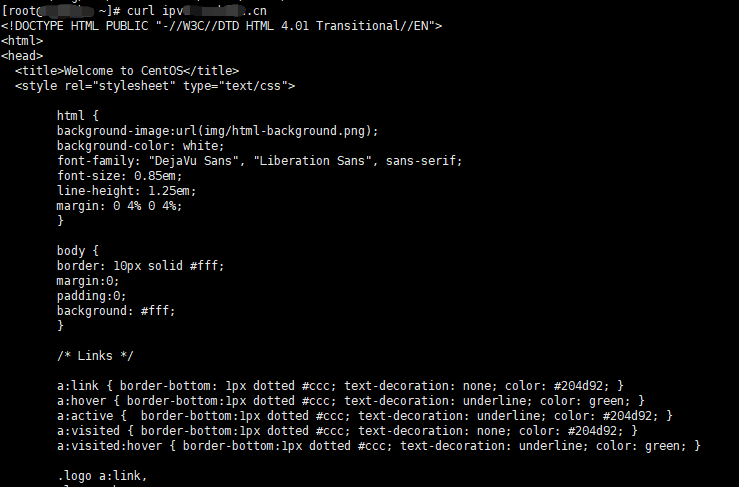 [root@ ~]# curl ipv .cn
<!DOCTYPE HTML PUBLIC "-//W3C//DTD HTML 4.01 Transitional//EN">
<html>
<head>
  <title>Welcome to CentOS</title>
  <style rel="stylesheet" type="text/css">

        html {
        background-image:url(img/html-background.png);
        background-color: white;
        font-family: "DejaVu Sans", "Liberation Sans", sans-serif;
        font-size: 0.85em;
        line-height: 1.25em;
        margin: 0 4% 0 4%;
        }

        body {
        border: 10px solid #fff;
        margin:0;
        padding:0;
        background: #fff;
        }

        /* Links */

        a:link { border-bottom: 1px dotted #ccc; text-decoration: none; color: #204d92; }
        a:hover { border-bottom:1px dotted #ccc; text-decoration: underline; color: green; }
        a:active {  border-bottom:1px dotted #ccc; text-decoration: underline; color: #204d92; }
        a:visited { border-bottom:1px dotted #ccc; text-decoration: none; color: #204d92; }
        a:visited:hover { border-bottom:1px dotted #ccc; text-decoration: underline; color: green; }

        .logo a:link,